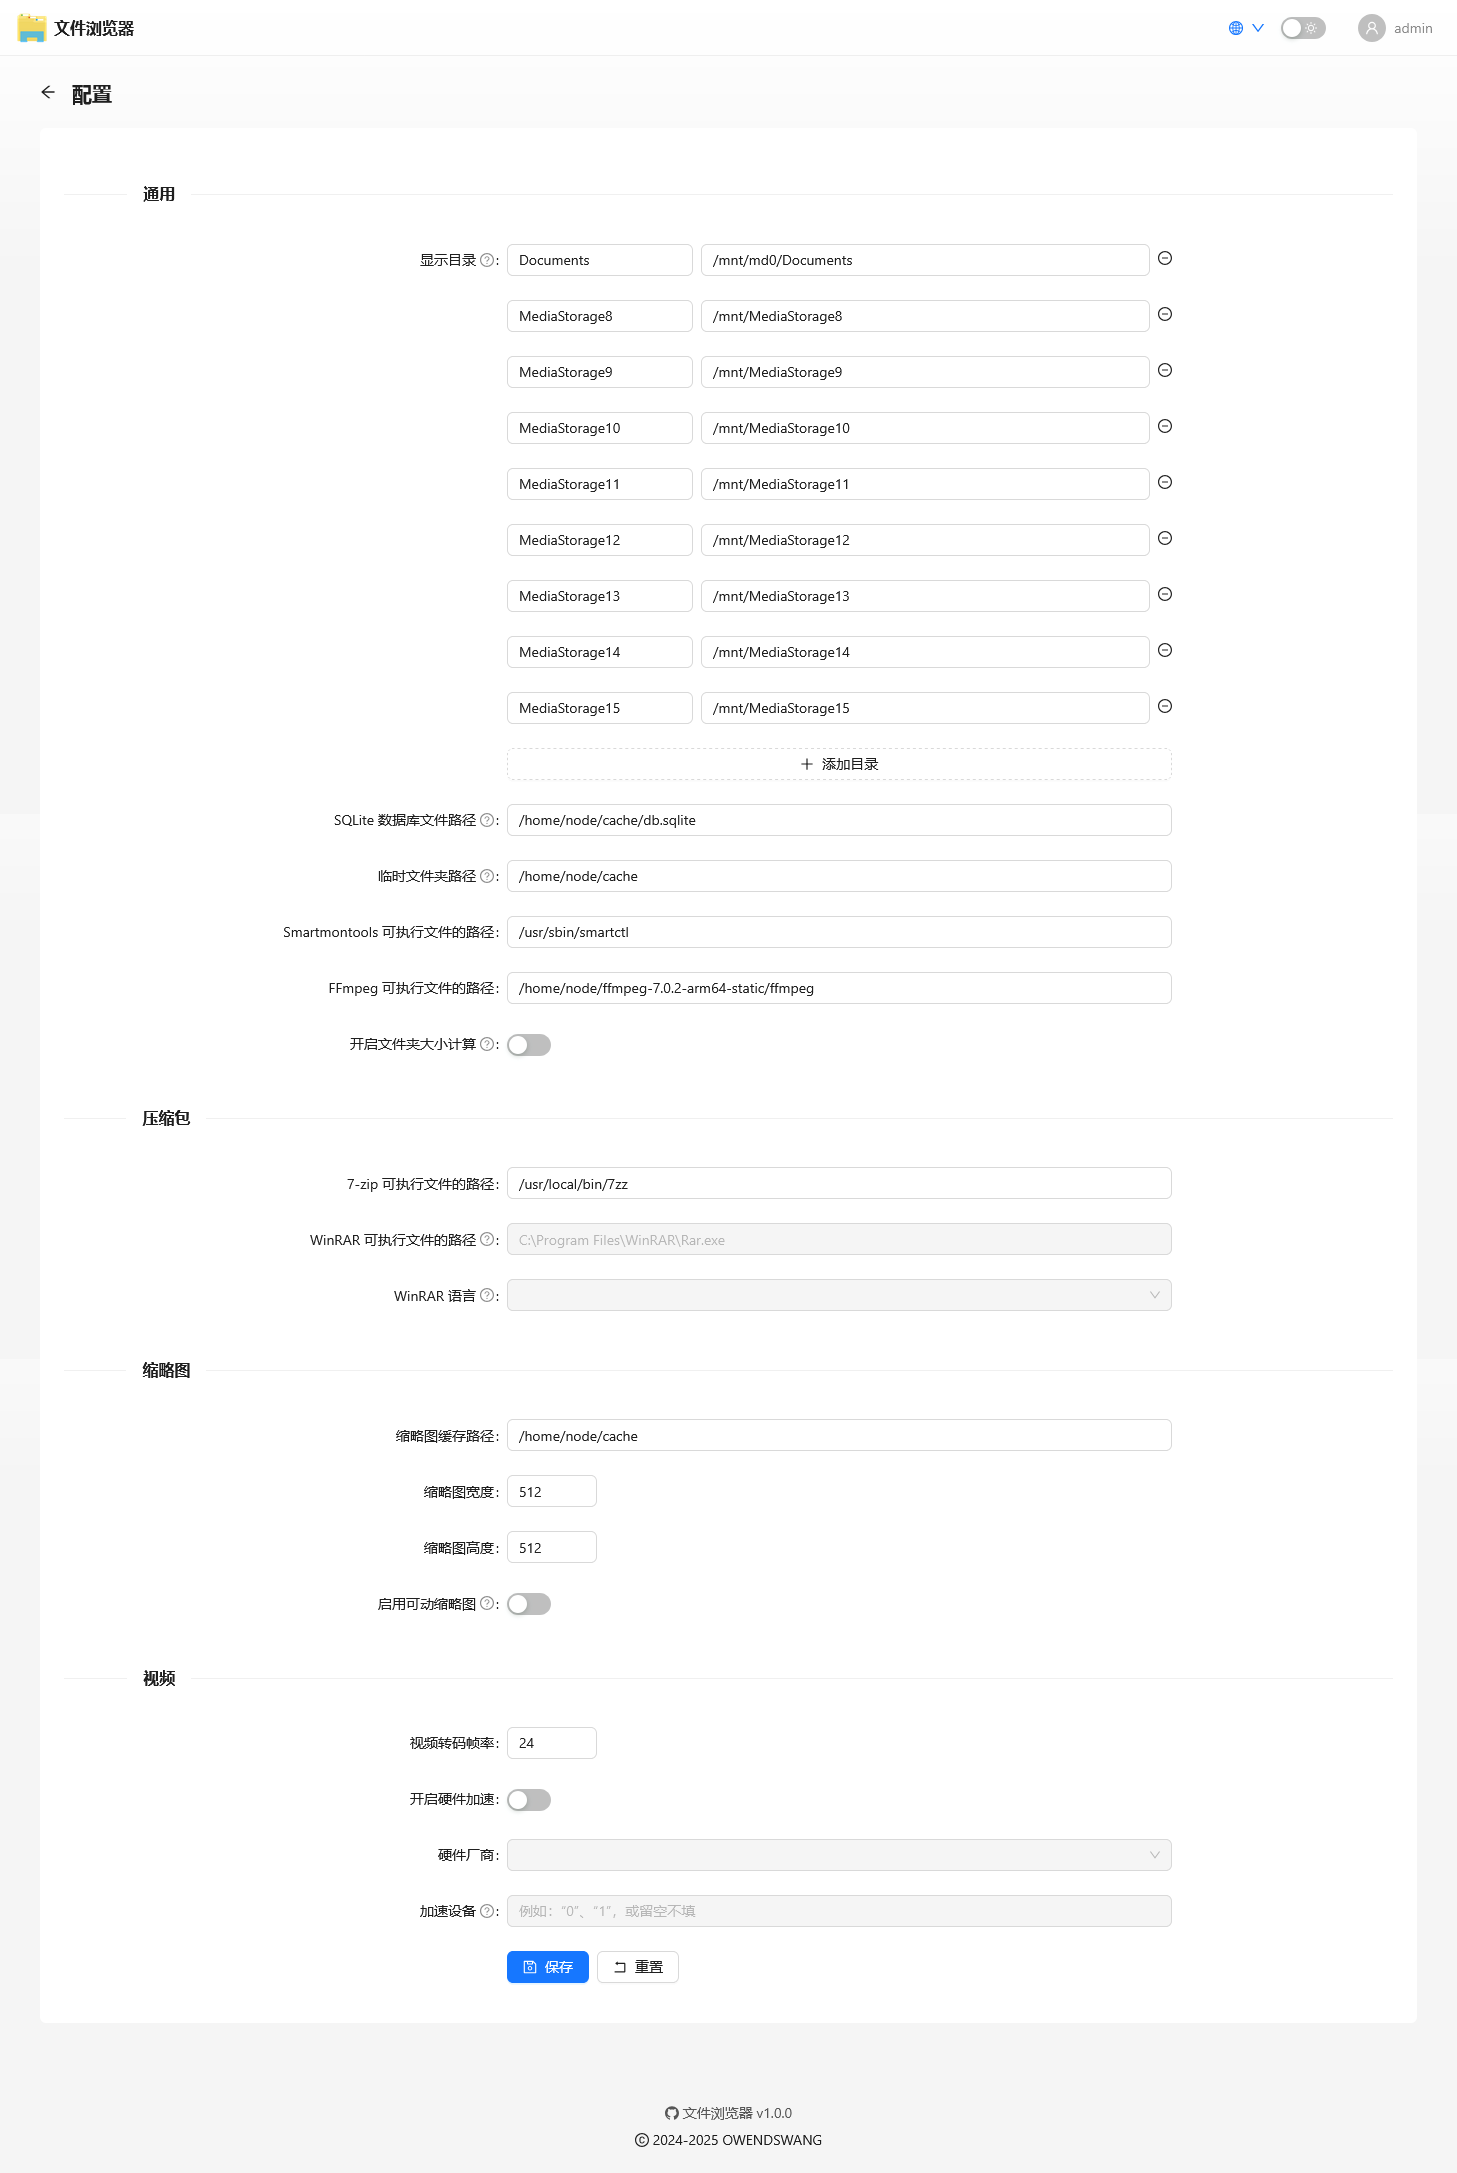 文件浏览器
admin
配置
通用
显示目录 : Documents /mnt/md0/Documents
MediaStorage8 /mnt/MediaStorage8
MediaStorage9 /mnt/MediaStorage9
MediaStorage10 /mnt/MediaStorage10
MediaStorage11 /mnt/MediaStorage11
MediaStorage12 /mnt/MediaStorage12
MediaStorage13 /mnt/MediaStorage13
MediaStorage14 /mnt/MediaStorage14
MediaStorage15 /mnt/MediaStorage15
添加目录
SQLite 数据库文件路径 : /home/node/cache/db.sqlite
临时文件夹路径 : /home/node/cache
Smartmontools 可执行文件的路径 : /usr/sbin/smartctl
FFmpeg 可执行文件的路径 : /home/node/ffmpeg-7.0.2-arm64-static/ffmpeg
开启文件夹大小计算 :
压缩包
7-zip 可执行文件的路径 : /usr/local/bin/7zz
WinRAR 可执行文件的路径 : C:\Program Files\WinRAR\Rar.exe
WinRAR 语言 :
缩略图
缩略图缓存路径 : /home/node/cache
缩略图宽度 : 512
缩略图高度 : 512
启用可动缩略图 :
视频
视频转码帧率 : 24
开启硬件加速 :
硬件厂商 :
加速设备 : 例如：“0”、“1”，或留空不填
保存 重置
文件浏览器 v1.0.0
© 2024-2025 OWENDSWANG